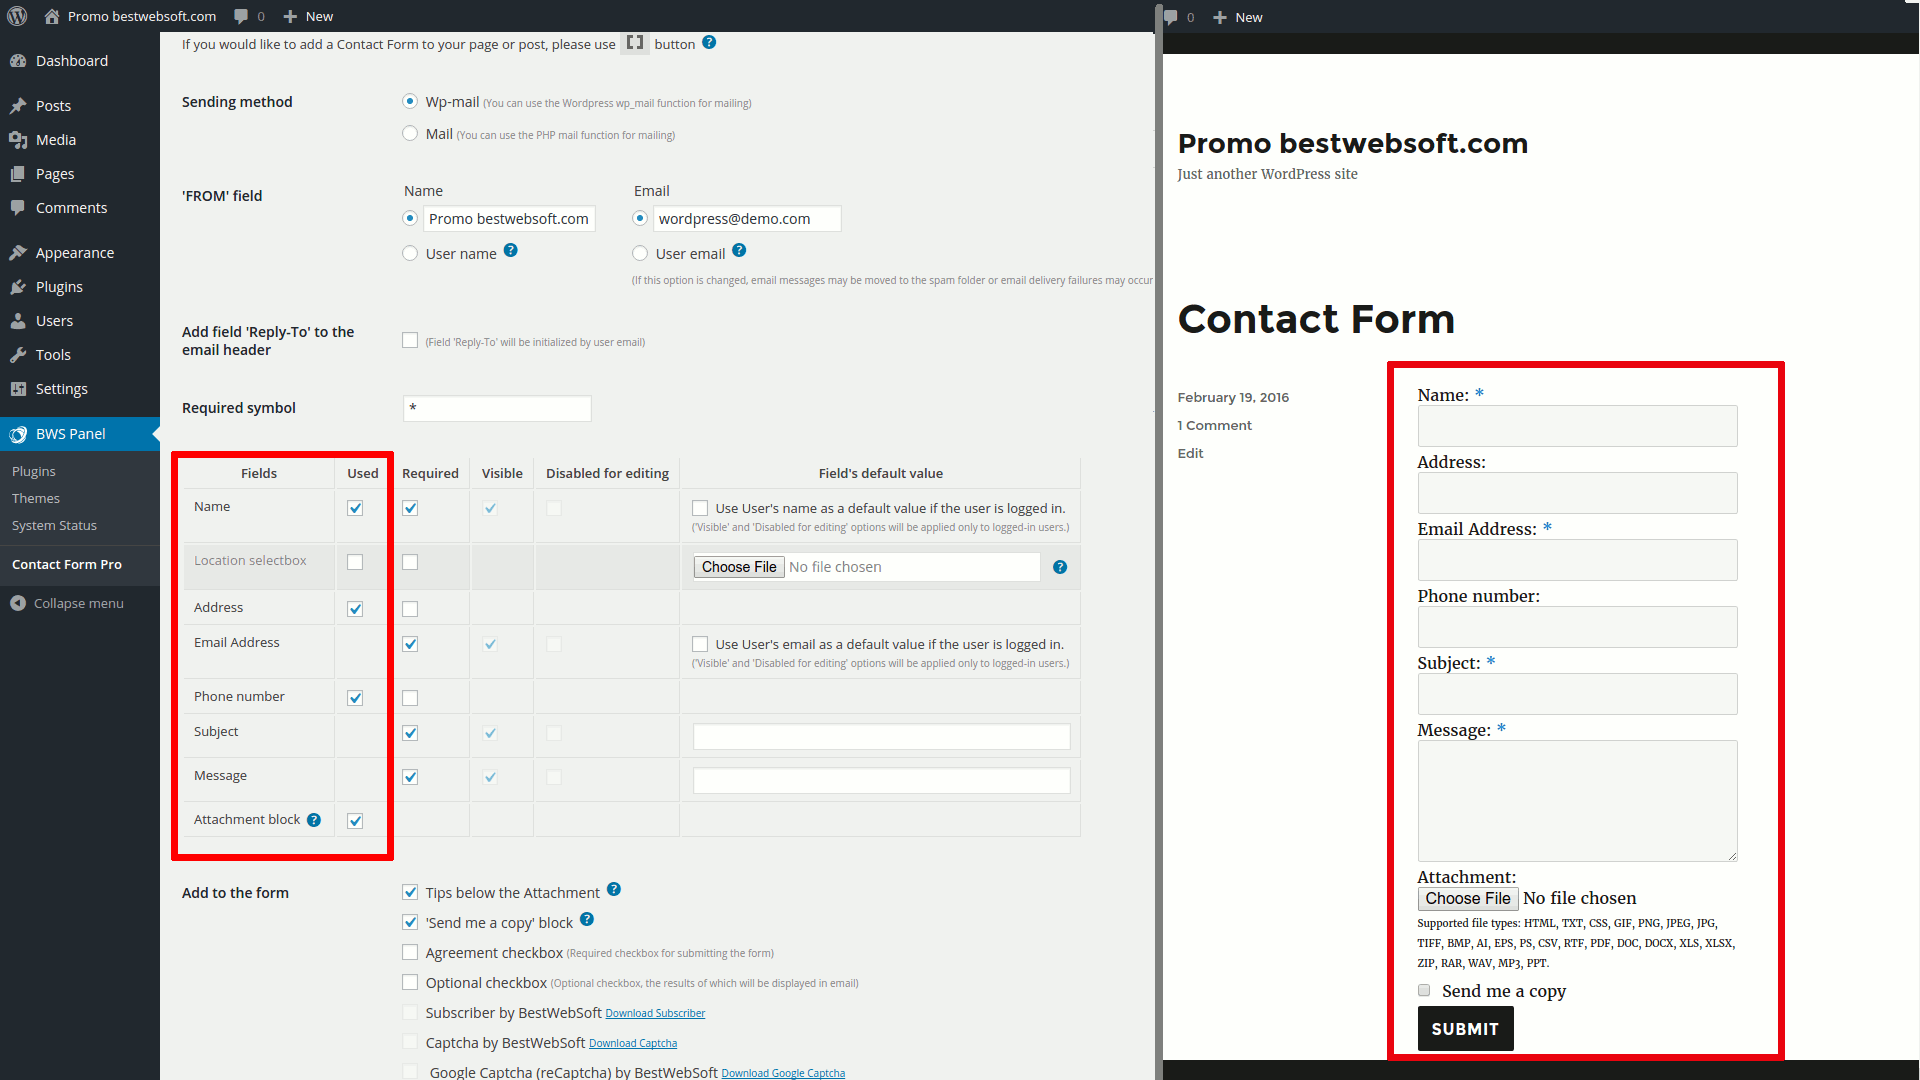 Promo bestwebsoft.com 0 New
Dashboard
Posts
Media
Pages
Comments
Appearance
Plugins
Users
Tools
Settings
BWS Panel
Plugins
Themes
System Status
Contact Form Pro
Collapse menu
If you would like to add a Contact Form to your page or post, please use [ ] button ?
Sending method
Wp-mail (You can use the Wordpress wp_mail function for mailing)
Mail (You can use the PHP mail function for mailing)
'FROM' field
Name Email
Promo bestwebsoft.com wordpress@demo.com
User name ? User email ?
(If this option is changed, email messages may be moved to the spam folder or email delivery failures may occur
Add field 'Reply-To' to the
email header
(Field 'Reply-To' will be initialized by user email)
Required symbol *
Fields Used Required Visible Disabled for editing Field's default value
Name Use User's name as a default value if the user is logged in.
('Visible' and 'Disabled for editing' options will be applied only to logged-in users.)
Location selectbox Choose File No file chosen ?
Address
Email Address Use User's email as a default value if the user is logged in.
('Visible' and 'Disabled for editing' options will be applied only to logged-in users.)
Phone number
Subject
Message
Attachment block ?
Add to the form
Tips below the Attachment ?
'Send me a copy' block ?
Agreement checkbox (Required checkbox for submitting the form)
Optional checkbox (Optional checkbox, the results of which will be displayed in email)
Subscriber by BestWebSoft Download Subscriber
Captcha by BestWebSoft Download Captcha
Google Captcha (reCaptcha) by BestWebSoft Download Google Captcha
0 New
Promo bestwebsoft.com
Just another WordPress site
Contact Form
February 19, 2016
1 Comment
Edit
Name: *
Address:
Email Address: *
Phone number:
Subject: *
Message: *
Attachment:
Choose File No file chosen
Supported file types: HTML, TXT, CSS, GIF, PNG, JPEG, JPG,
TIFF, BMP, AI, EPS, PS, CSV, RTF, PDF, DOC, DOCX, XLS, XLSX,
ZIP, RAR, WAV, MP3, PPT.
Send me a copy
SUBMIT